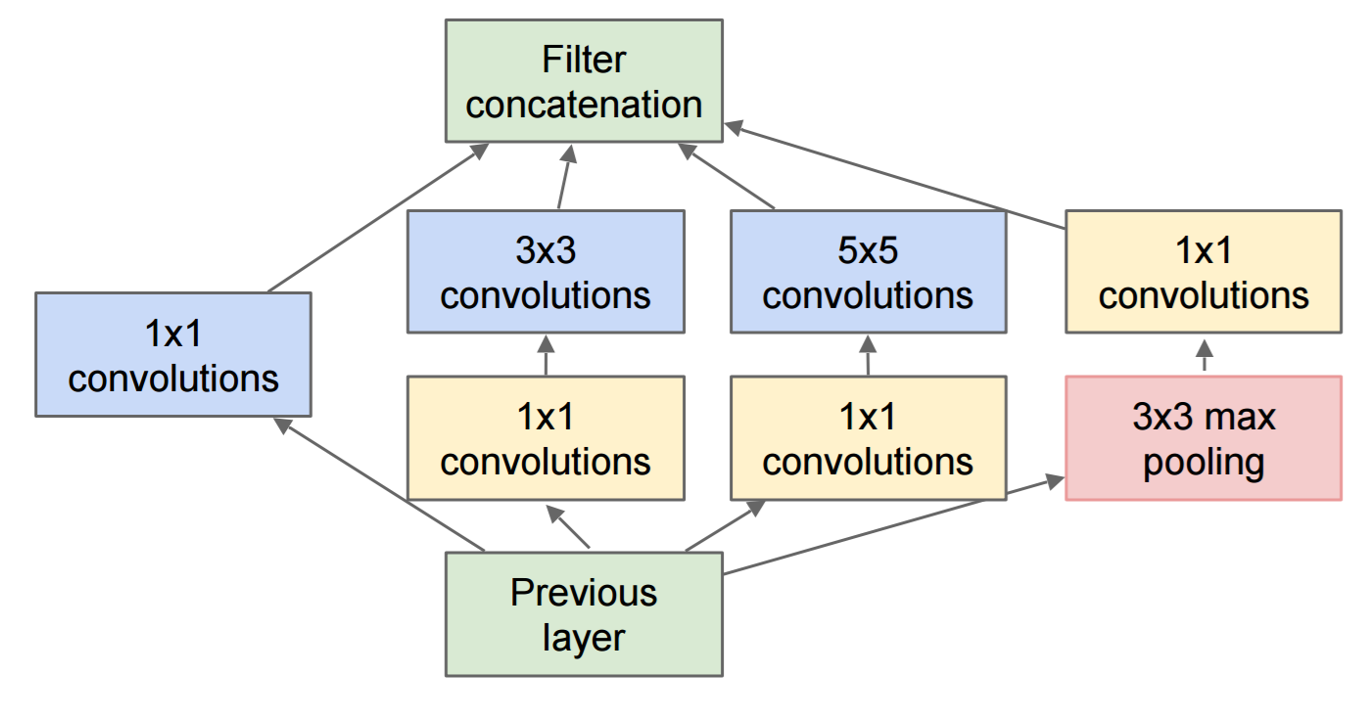 Filter
concatenation
3x3
convolutions
5x5
convolutions
1x1
convolutions
1x1
convolutions
1x1
convolutions
1x1
convolutions
3x3 max
pooling
Previous
layer